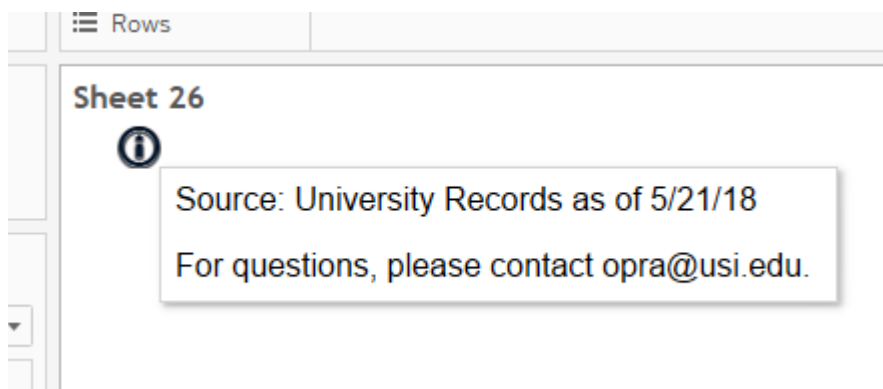 Rows
Sheet 26
Source: University Records as of 5/21/18
For questions, please contact opra@usi.edu.